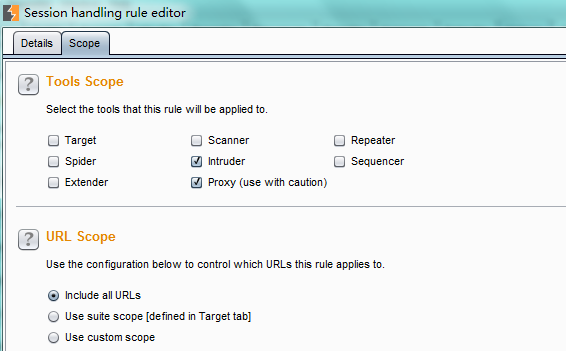 Session handling rule editor
Details Scope
?
Tools Scope
Select the tools that this rule will be applied to.
Target Scanner Repeater
Spider Intruder Sequencer
Extender Proxy (use with caution)
?
URL Scope
Use the configuration below to control which URLs this rule applies to.
Include all URLs
Use suite scope [defined in Target tab]
Use custom scope